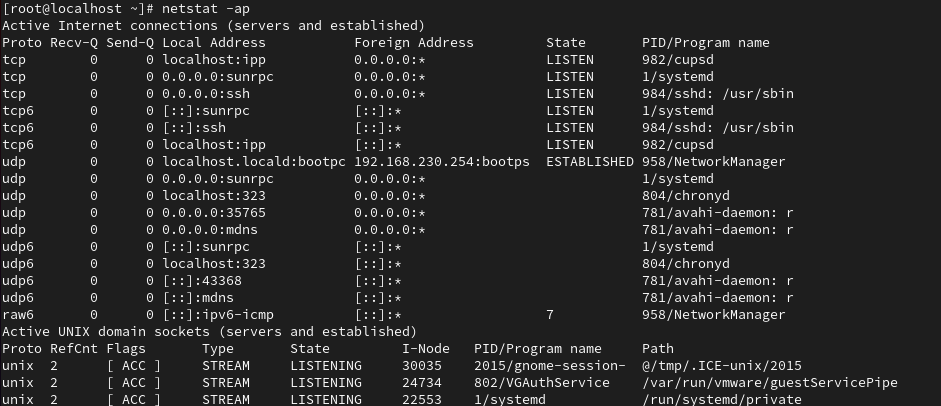 [root@localhost ~]# netstat -ap
Active Internet connections (servers and established)
Proto Recv-Q Send-Q Local Address           Foreign Address         State       PID/Program name
tcp        0      0 localhost:ipp           0.0.0.0:*               LISTEN      982/cupsd
tcp        0      0 0.0.0.0:sunrpc          0.0.0.0:*               LISTEN      1/systemd
tcp        0      0 0.0.0.0:ssh             0.0.0.0:*               LISTEN      984/sshd: /usr/sbin
tcp6       0      0 [::]:sunrpc             [::]:*                  LISTEN      1/systemd
tcp6       0      0 [::]:ssh                [::]:*                  LISTEN      984/sshd: /usr/sbin
tcp6       0      0 localhost:ipp           [::]:*                  LISTEN      982/cupsd
udp        0      0 localhost.locald:bootpc 192.168.230.254:bootps  ESTABLISHED 958/NetworkManager
udp        0      0 0.0.0.0:sunrpc          0.0.0.0:*                           1/systemd
udp        0      0 localhost:323           0.0.0.0:*                           804/chronyd
udp        0      0 0.0.0.0:35765           0.0.0.0:*                           781/avahi-daemon: r
udp        0      0 0.0.0.0:mdns            0.0.0.0:*                           781/avahi-daemon: r
udp6       0      0 [::]:sunrpc             [::]:*                              1/systemd
udp6       0      0 localhost:323           [::]:*                              804/chronyd
udp6       0      0 [::]:43368              [::]:*                              781/avahi-daemon: r
udp6       0      0 [::]:mdns               [::]:*                              781/avahi-daemon: r
raw6       0      0 [::]:ipv6-icmp          [::]:*                  7           958/NetworkManager
Active UNIX domain sockets (servers and established)
Proto RefCnt Flags       Type       State         I-Node   PID/Program name     Path
unix  2      [ ACC ]     STREAM     LISTENING     30035    2015/gnome-session-  @/tmp/.ICE-unix/2015
unix  2      [ ACC ]     STREAM     LISTENING     24734    802/VGAuthService    /var/run/vmware/guestServicePipe
unix  2      [ ACC ]     STREAM     LISTENING     22553    1/systemd            /run/systemd/private